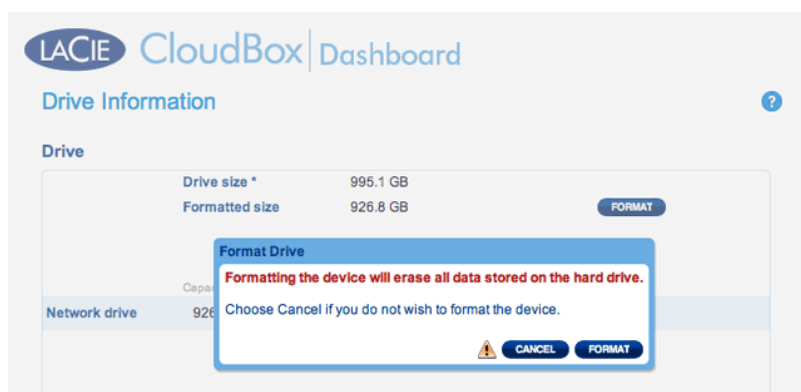 LACIE CloudBox Dashboard
Drive Information ?
Drive
Drive size * 995.1 GB
Formatted size 926.8 GB FORMAT
Format Drive
Formatting the device will erase all data stored on the hard drive.
Choose Cancel if you do not wish to format the device.
Network drive 926
CANCEL FORMAT